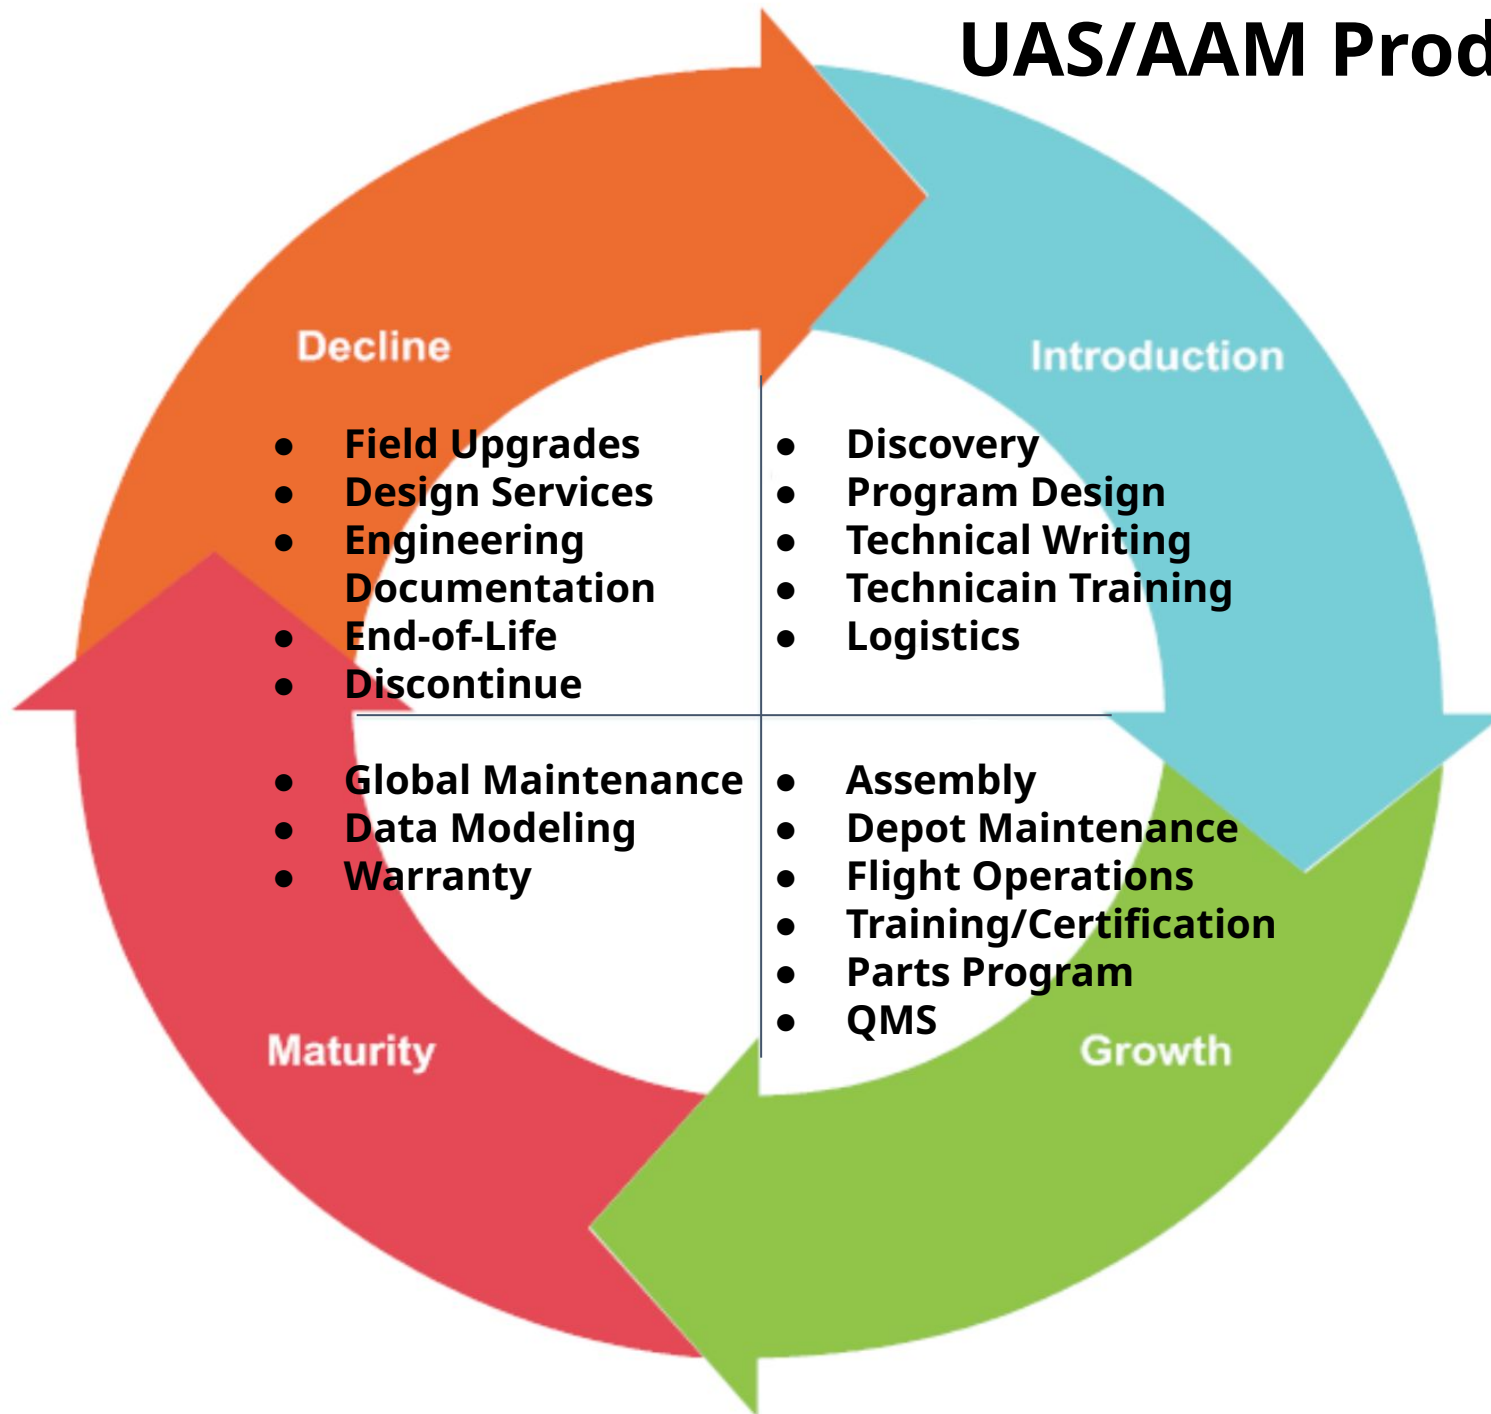 UAS/AAM Prod
Decline
Introduction
● Field Upgrades
● Design Services
● Engineering
Documentation
● End-of-Life
● Discontinue
● Discovery
● Program Design
● Technical Writing
● Technicain Training
● Logistics
● Global Maintenance
● Data Modeling
● Warranty
● Assembly
● Depot Maintenance
● Flight Operations
● Training/Certification
● Parts Program
● QMS
Maturity
Growth